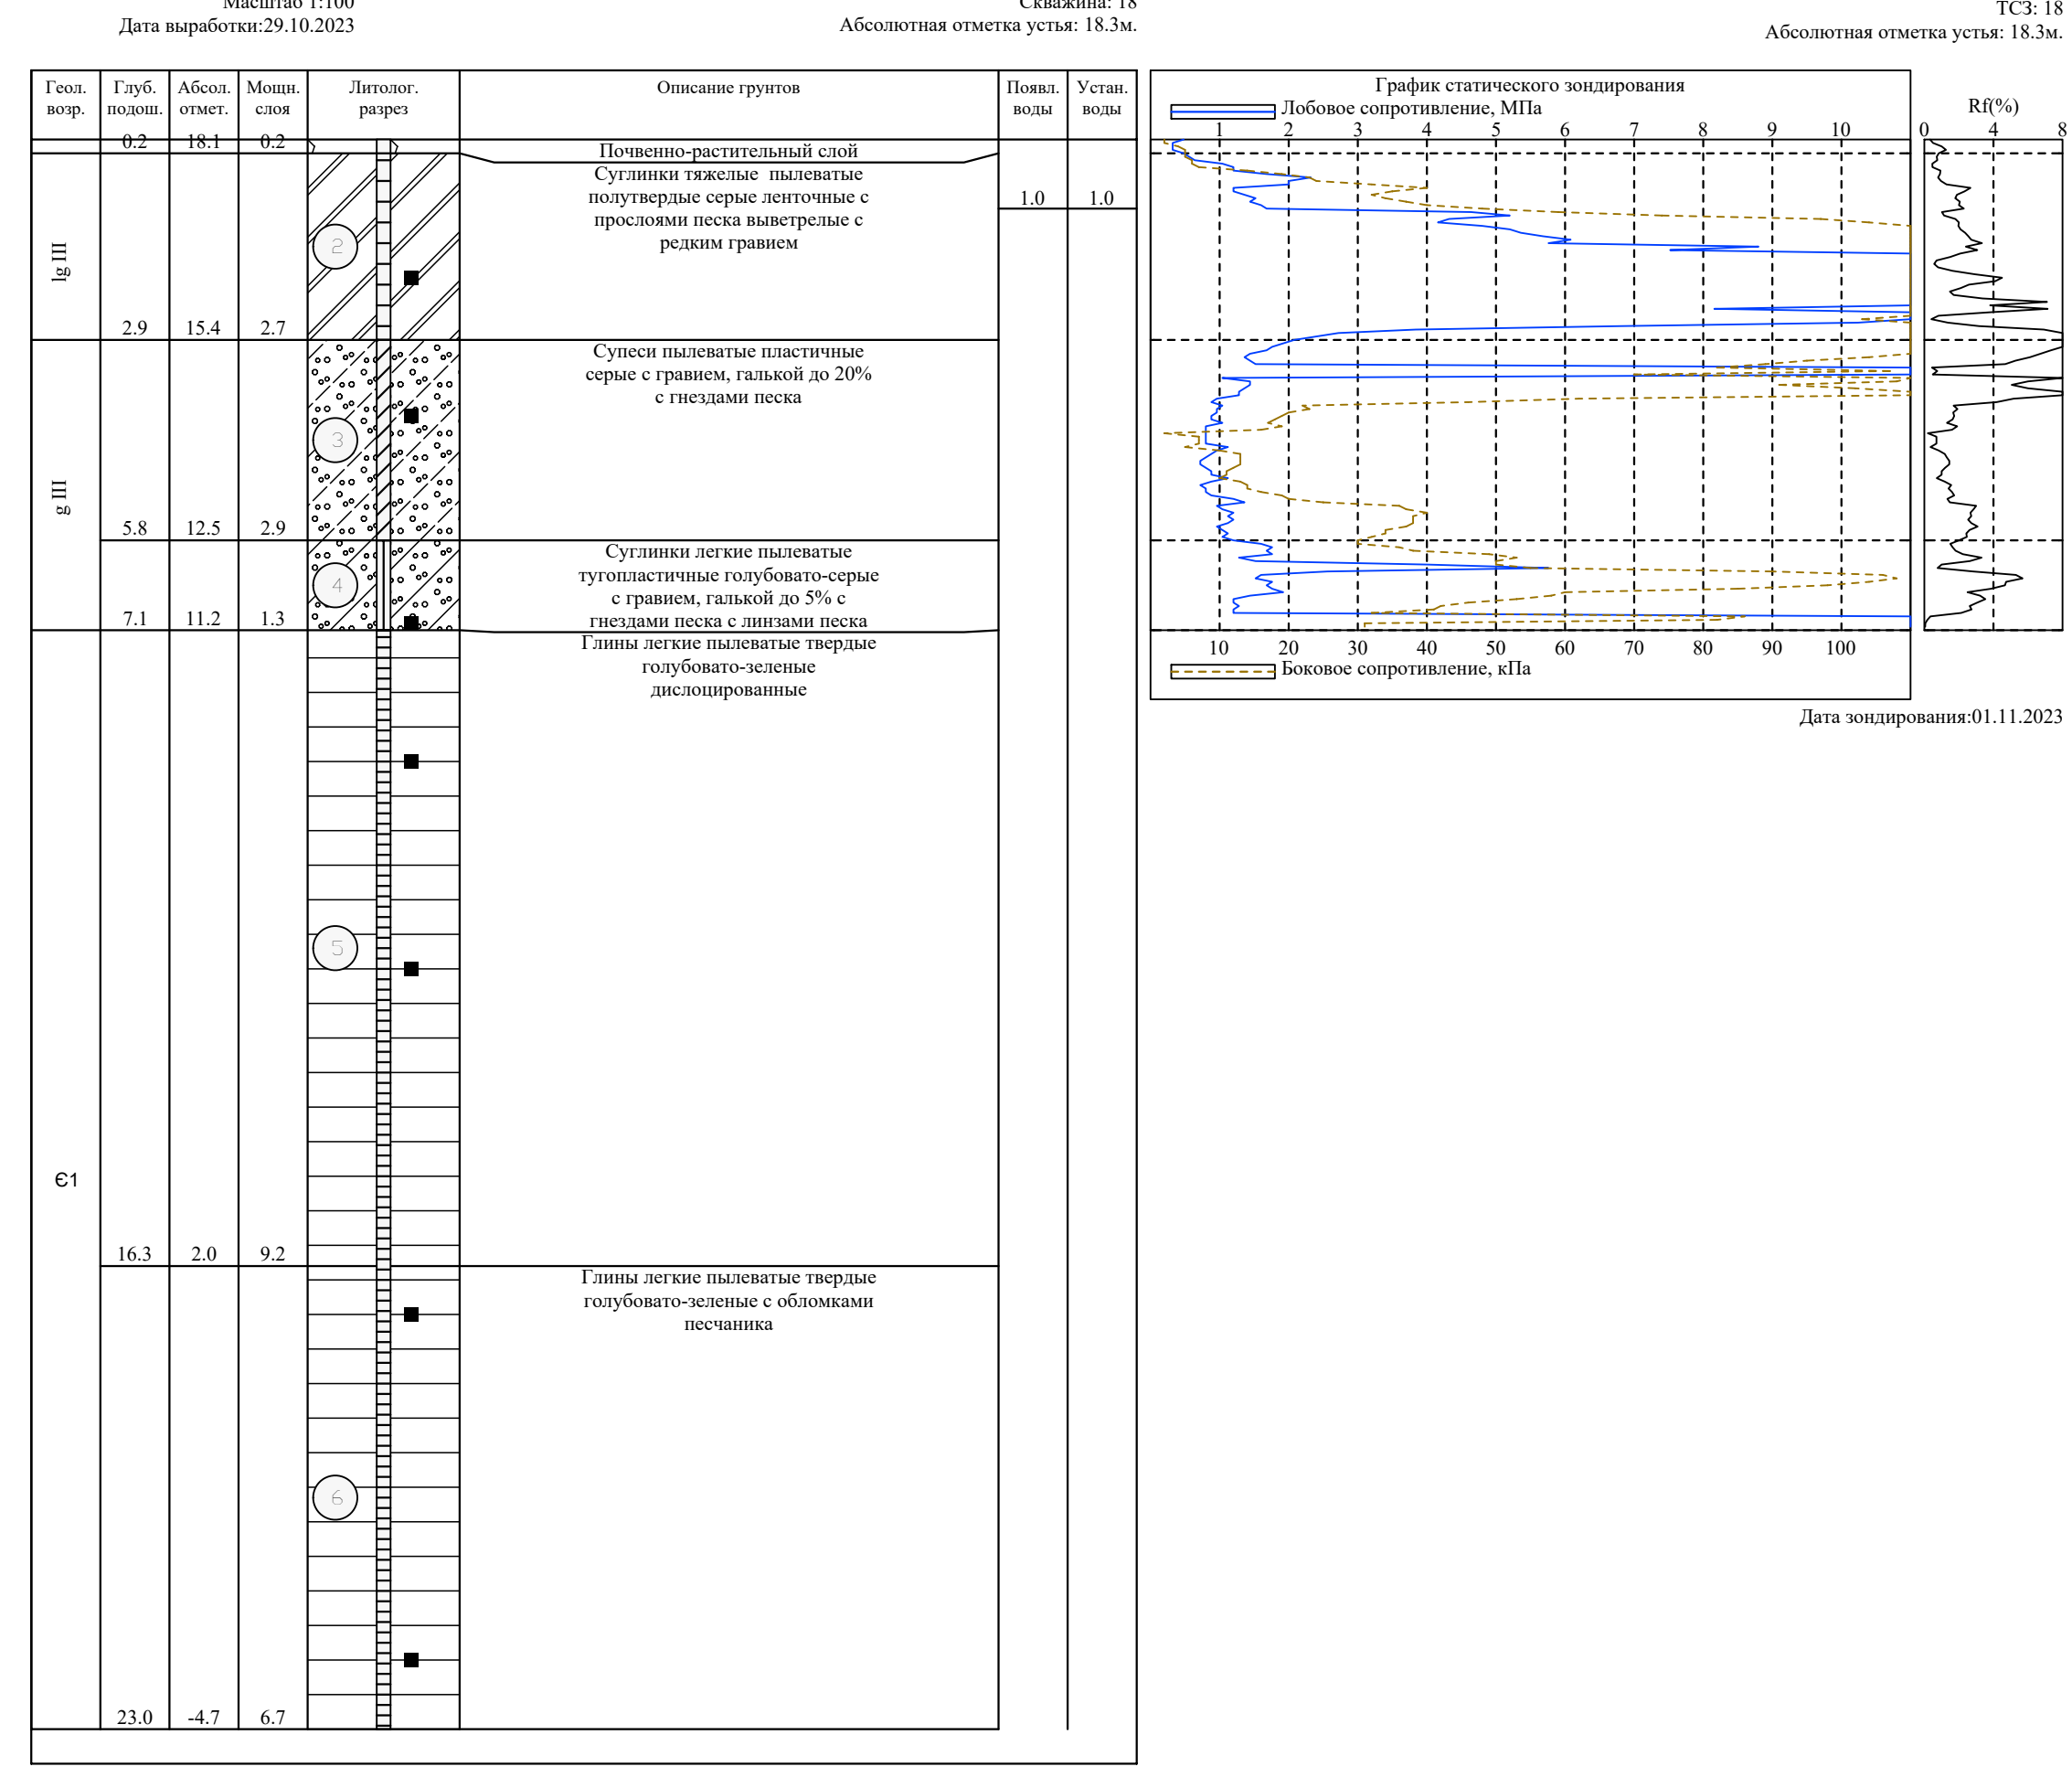 Масштаб 1:100
Дата выработки:29.10.2023
Скважина: 18
Абсолютная отметка устья: 18.3м.
ТСЗ: 18
Абсолютная отметка устья: 18.3м.
Геол. возр.
Глуб. подош.
Абсол. отмет.
Мощн. слоя
Литолог. разрез
Описание грунтов
Появл. воды
Устан. воды
0.2 18.1 0.2
Почвенно-растительный слой
lg III
2
Суглинки тяжелые пылеватые
полутвердые серые ленточные с
прослоями песка выветрелые с
редким гравием
1.0 1.0
2.9 15.4 2.7
g III
3
Супеси пылеватые пластичные
серые с гравием, галькой до 20%
с гнездами песка
5.8 12.5 2.9
4
Суглинки легкие пылеватые
тугопластичные голубовато-серые
с гравием, галькой до 5% с
гнездами песка с линзами песка
7.1 11.2 1.3
Глины легкие пылеватые твердые
голубовато-зеленые
дислоцированные
5
Є1
16.3 2.0 9.2
Глины легкие пылеватые твердые
голубовато-зеленые с обломками
песчаника
6
23.0 -4.7 6.7
График статического зондирования
Лобовое сопротивление, МПа
1 2 3 4 5 6 7 8 9 10
Rf(%)
0 4 8
10 20 30 40 50 60 70 80 90 100
Боковое сопротивление, кПа
Дата зондирования:01.11.2023